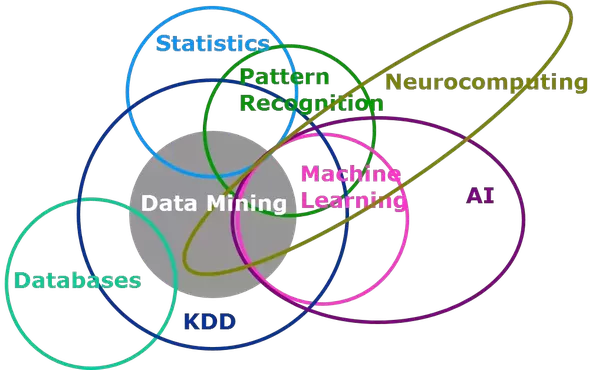 Statistics
Pattern
Recognition
Neurocomputing
Machine
Learning
Data Mining
AI
Databases
KDD